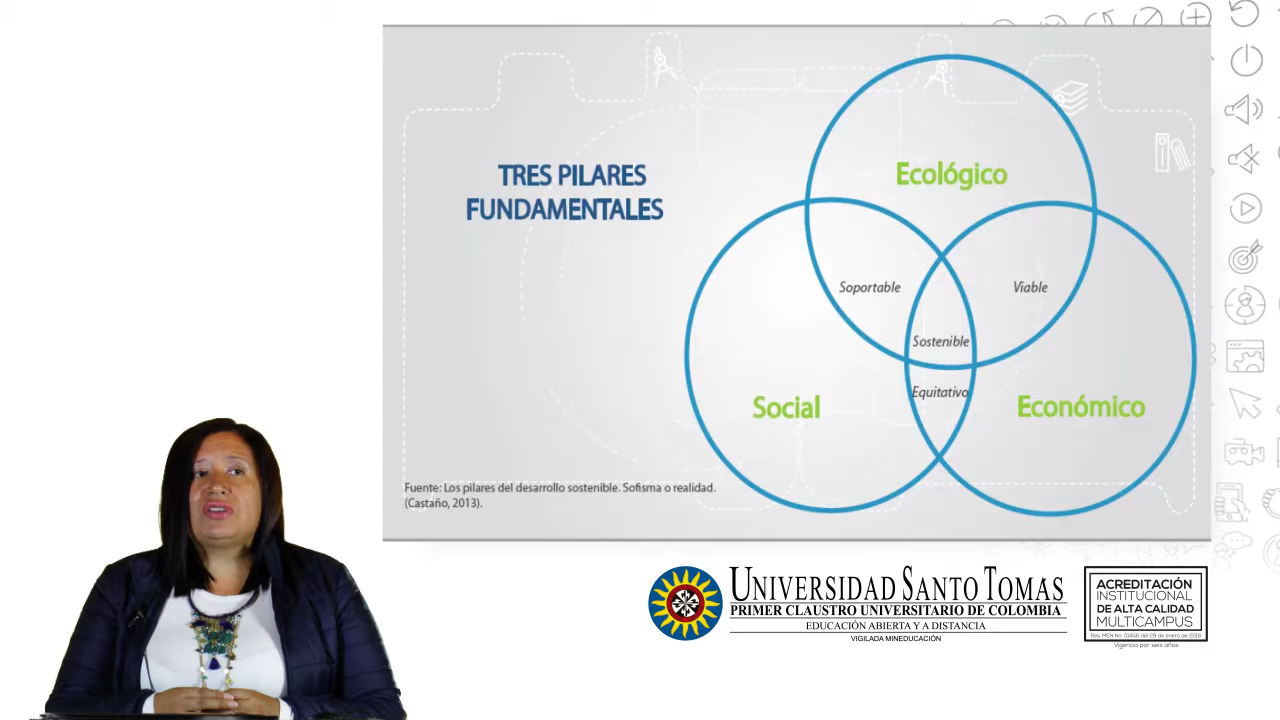 TRES PILARES
FUNDAMENTALES
Ecológico
Soportable
Viable
Sostenible
Equitativo
Social
Económico
Fuente: Los pilares del desarrollo sostenible. Sofisma o realidad.
(Castaño, 2013).
UNIVERSIDAD SANTO TOMAS
PRIMER CLAUSTRO UNIVERSITARIO DE COLOMBIA
EDUCACIÓN ABIERTA Y A DISTANCIA
VIGILADA MINEDUCACIÓN
ACREDITACIÓN
INSTITUCIONAL
DE ALTA CALIDAD
MULTICAMPUS
Res. MEN No. 01456 del 29 de enero de 2016
Vigencia por seis años